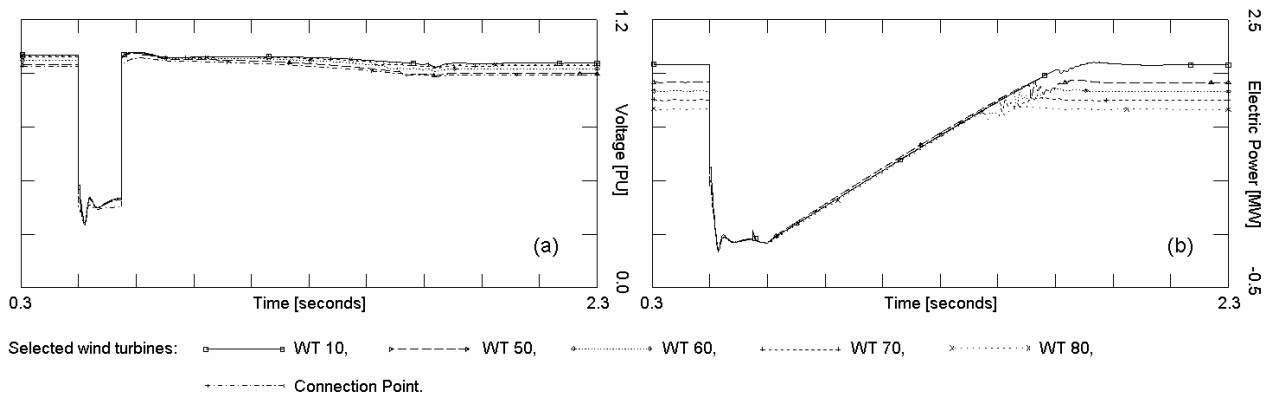 1.2
Voltage [PU]
0.0
(a)
0.3
Time [seconds]
2.3
2.5
Electric Power [MW]
-0.5
(b)
0.3
Time [seconds]
2.3
Selected wind turbines: WT 10, WT 50, WT 60, WT 70, WT 80,
Connection Point.